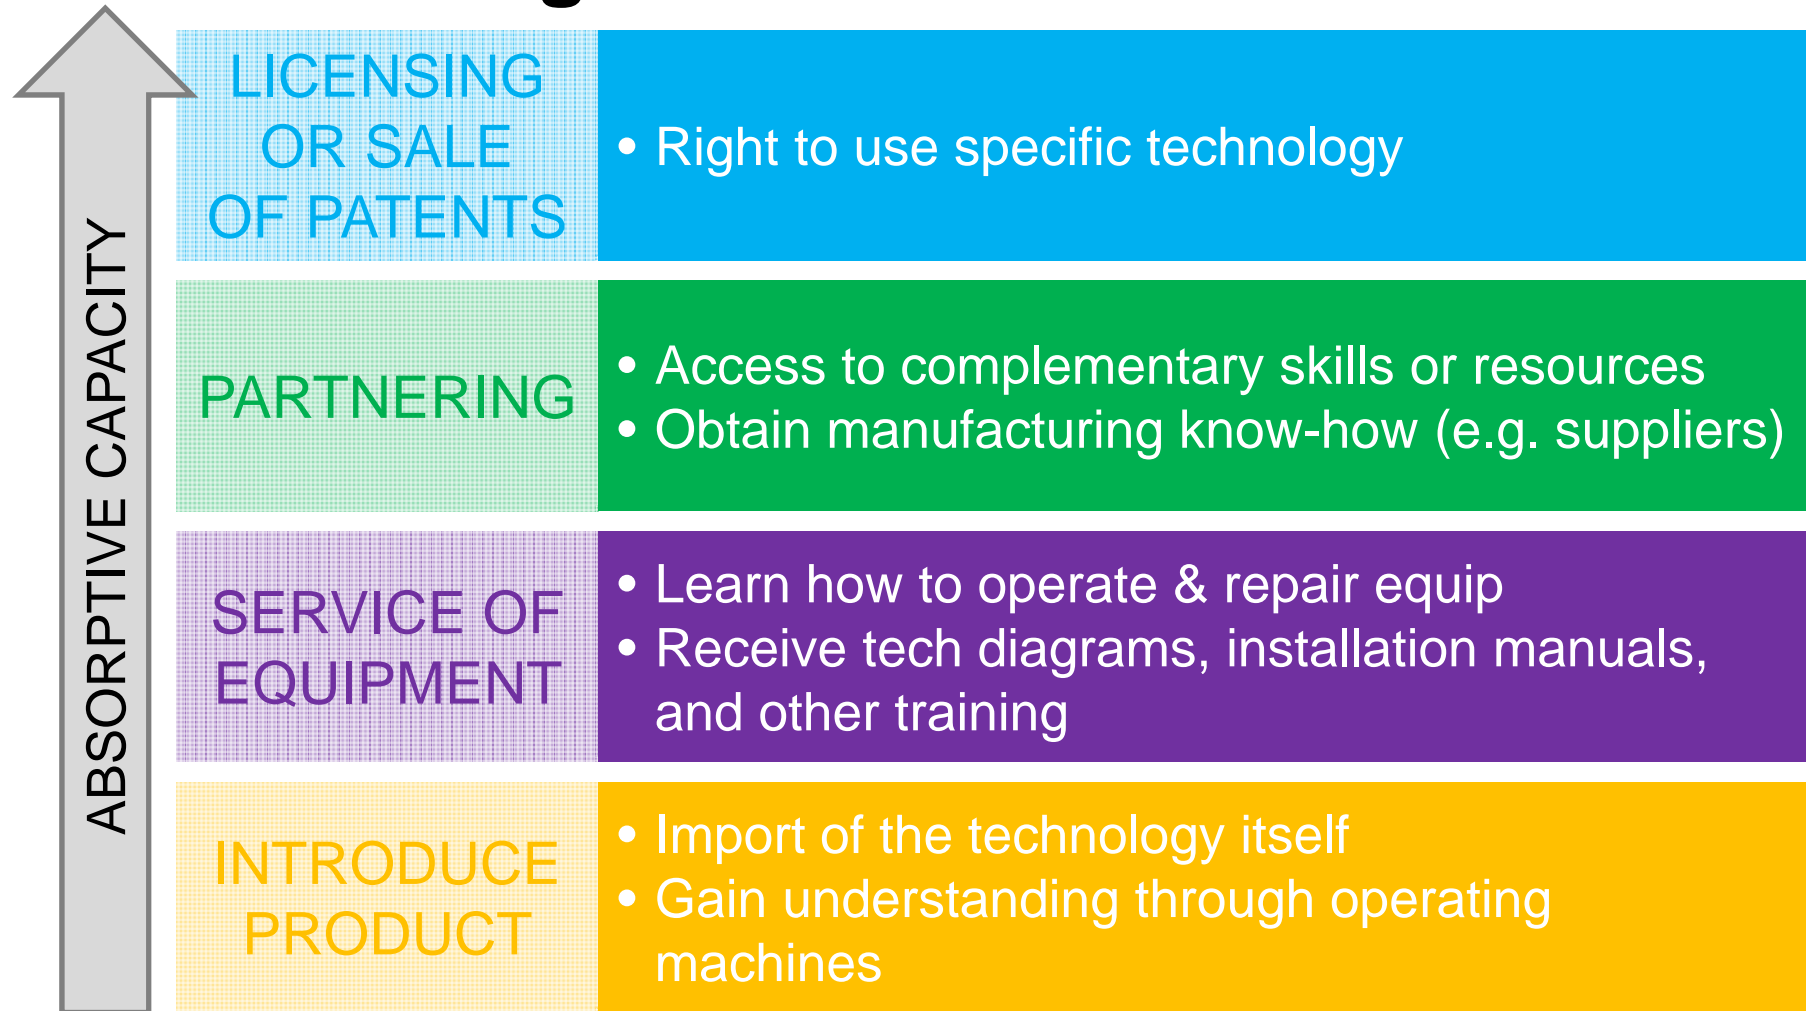 LICENSING
OR SALE
OF PATENTS
• Right to use specific technology
PARTNERING
• Access to complementary skills or resources
• Obtain manufacturing know-how (e.g. suppliers)
SERVICE OF
EQUIPMENT
• Learn how to operate & repair equip
• Receive tech diagrams, installation manuals,
and other training
INTRODUCE
PRODUCT
• Import of the technology itself
• Gain understanding through operating
machines
ABSORPTIVE CAPACITY